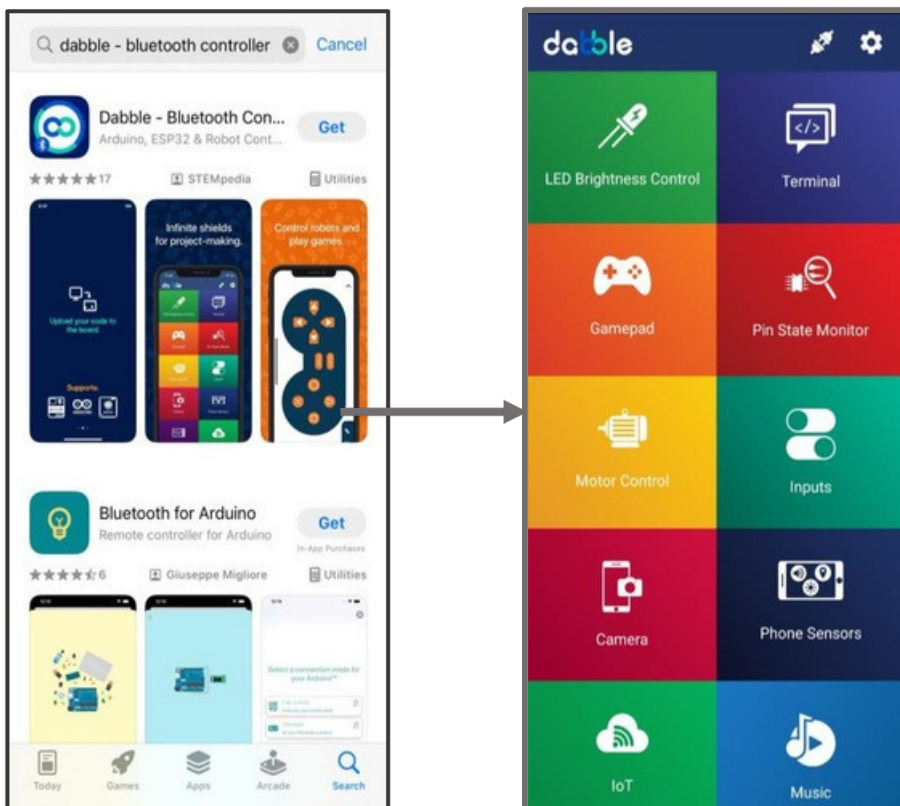 dabble - bluetooth controller
Cancel
Dabble - Bluetooth Con...
Arduino, ESP32 & Robot Cont...
Get
★★★★★ 17
STEMpedia
Utilities
Upload your code to
the board.
Supports:
Infinite shields
for project-making.
Control robots and
play games.
Bluetooth for Arduino
Remote controller for Arduino
Get
In-App Purchases
6
Giuseppe Migliore
Utilities
Select a connection mode for
your Arduino™
Today
Games
Apps
Arcade
Search
dabble
LED Brightness Control
Terminal
Gamepad
Pin State Monitor
Motor Control
Inputs
Camera
Phone Sensors
IoT
Music